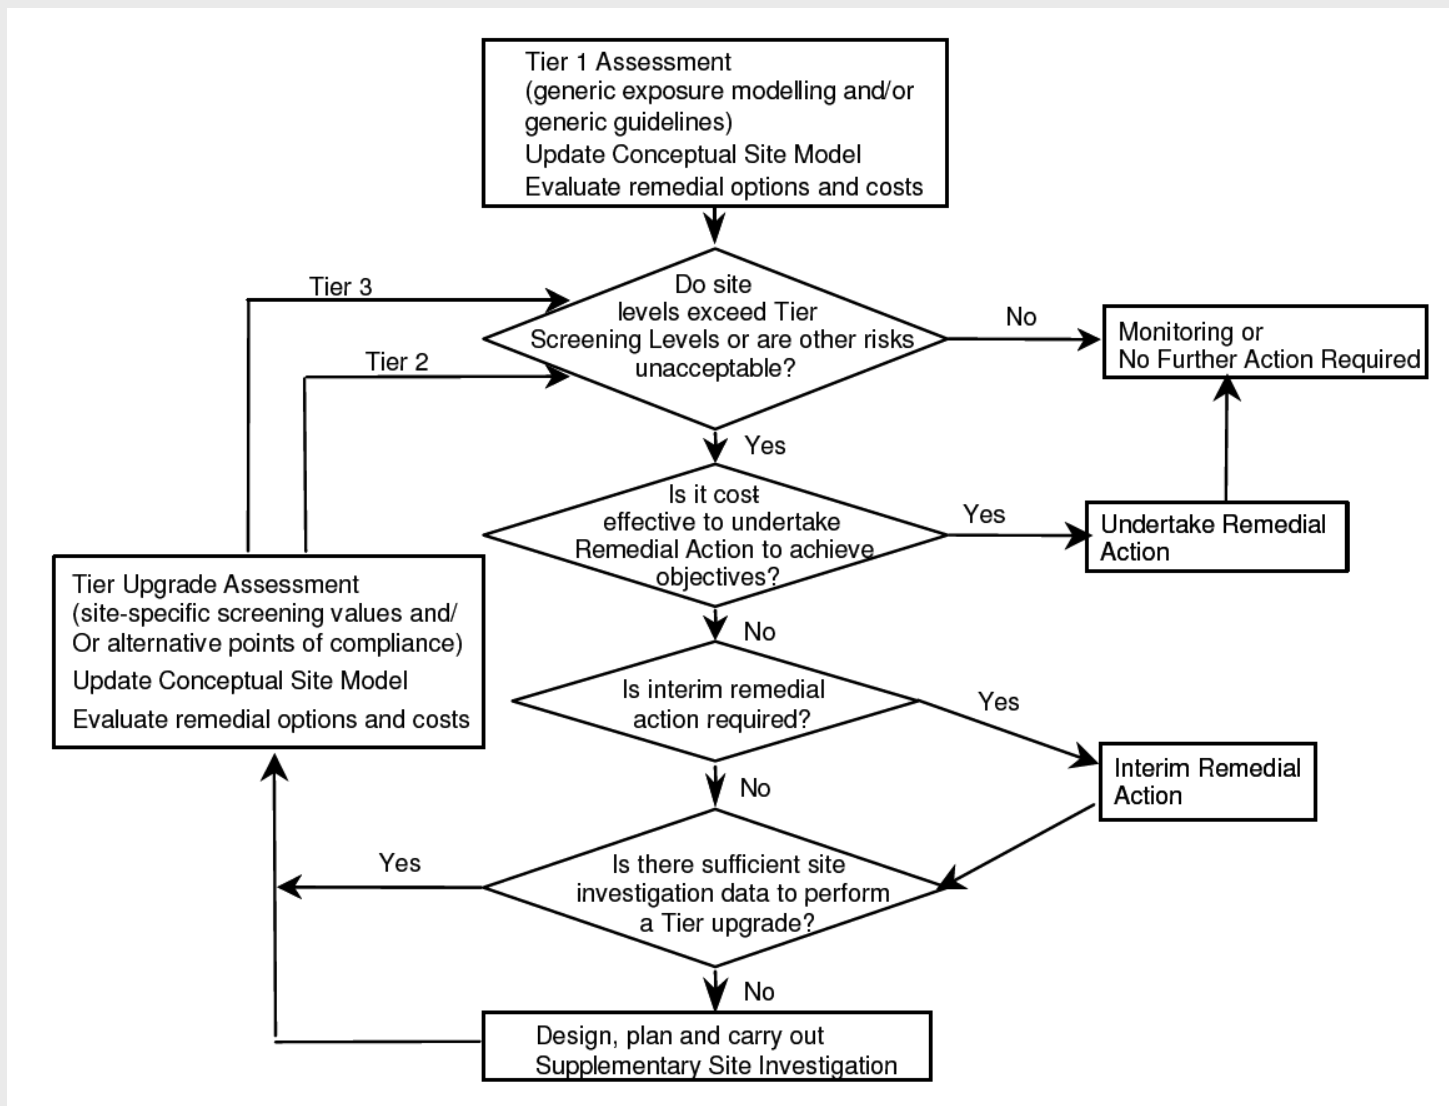 Tier 1 Assessment
(generic exposure modelling and/or
generic guidelines)
Update Conceptual Site Model
Evaluate remedial options and costs
Tier 3
Do site
levels exceed Tier
Screening Levels or are other risks
unacceptable?
No
Monitoring or
No Further Action Required
Tier 2
Yes
Is it cost
effective to undertake
Remedial Action to achieve
objectives?
Yes
Undertake Remedial
Action
Tier Upgrade Assessment
(site-specific screening values and/
Or alternative points of compliance)
Update Conceptual Site Model
Evaluate remedial options and costs
No
Is interim remedial
action required?
Yes
Interim Remedial
Action
No
Is there sufficient site
investigation data to perform
a Tier upgrade?
Yes
No
Design, plan and carry out
Supplementary Site Investigation